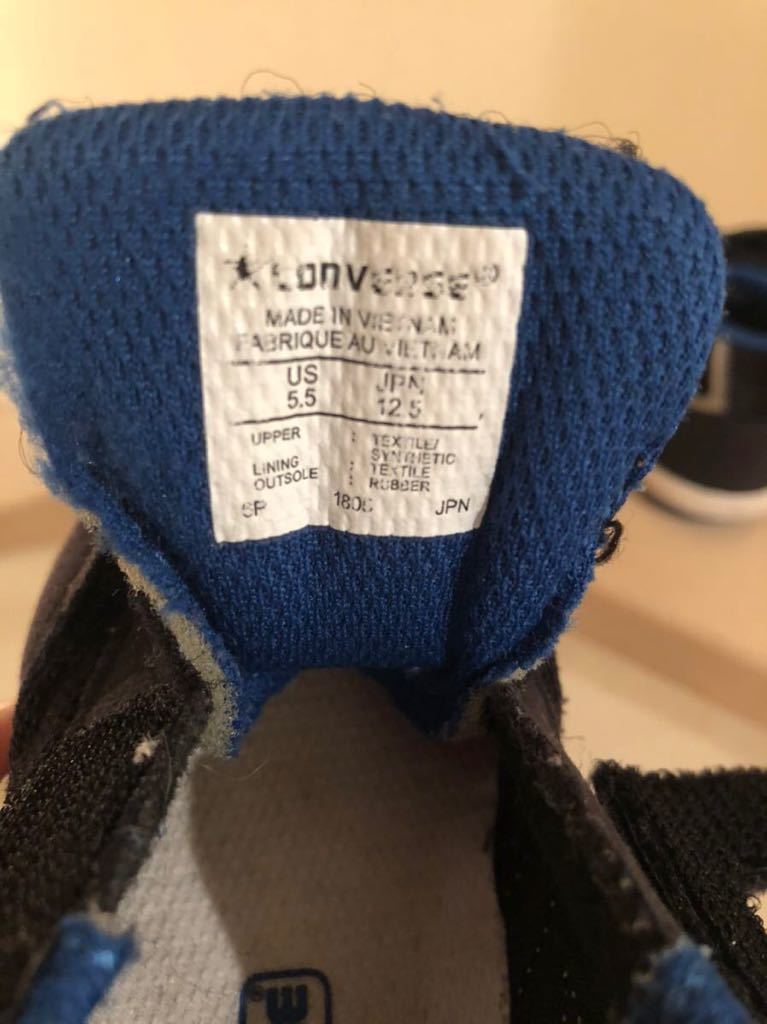 CONVERSE
MADE IN VIETNAM
FABRIQUE AU VIETNAM
US JPN
5.5 12.5
UPPER : TEXTILE/
SYNTHETIC
LINING : TEXTILE
OUTSOLE : RUBBER
SP JPN